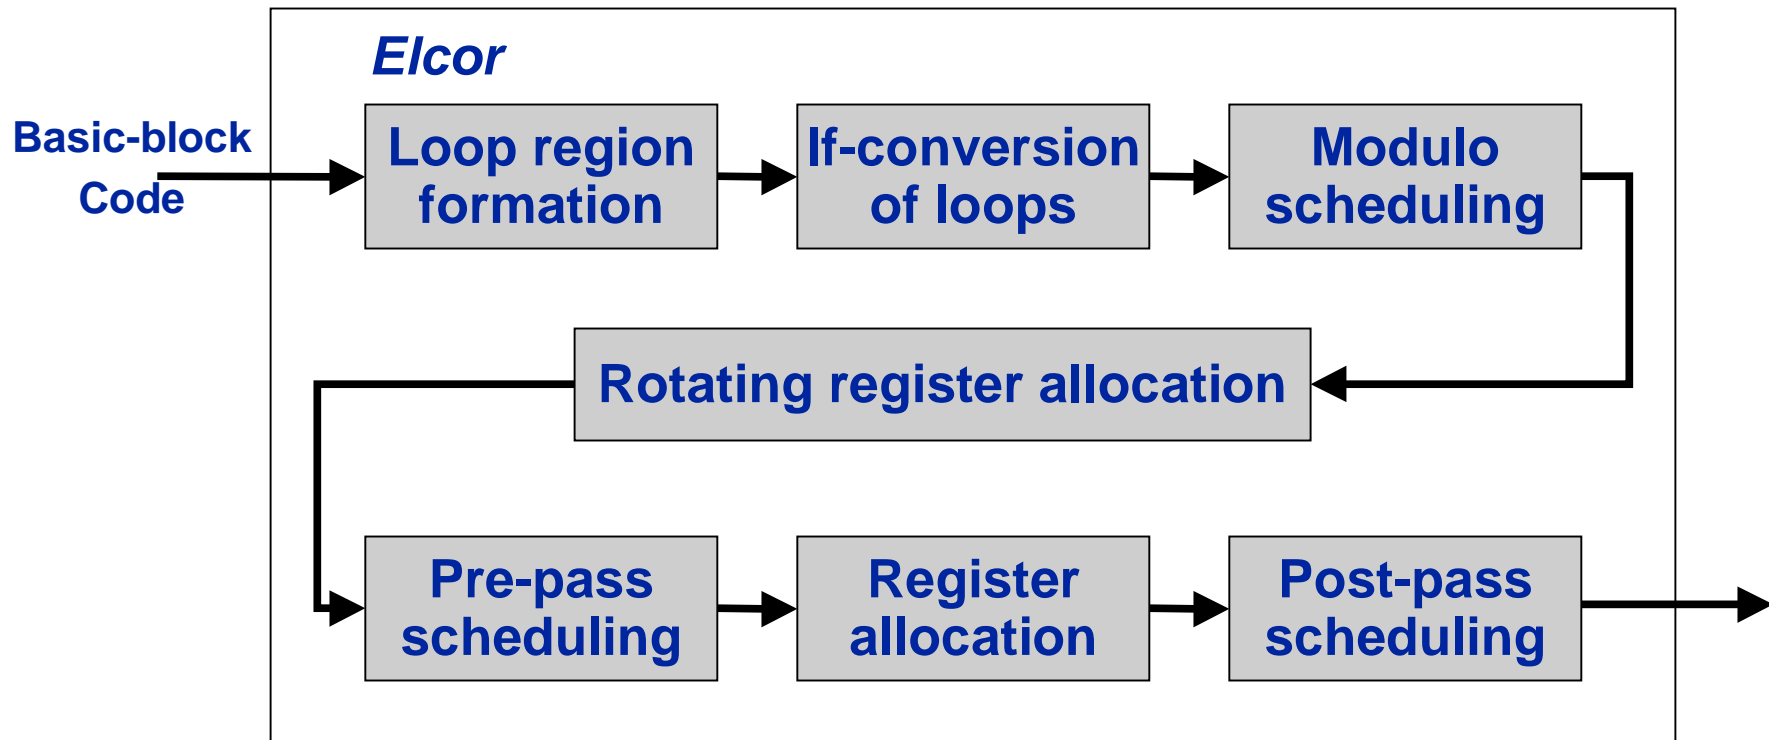 Elcor
Basic-block
Code
Loop region
formation
If-conversion
of loops
Modulo
scheduling
Rotating register allocation
Pre-pass
scheduling
Register
allocation
Post-pass
scheduling